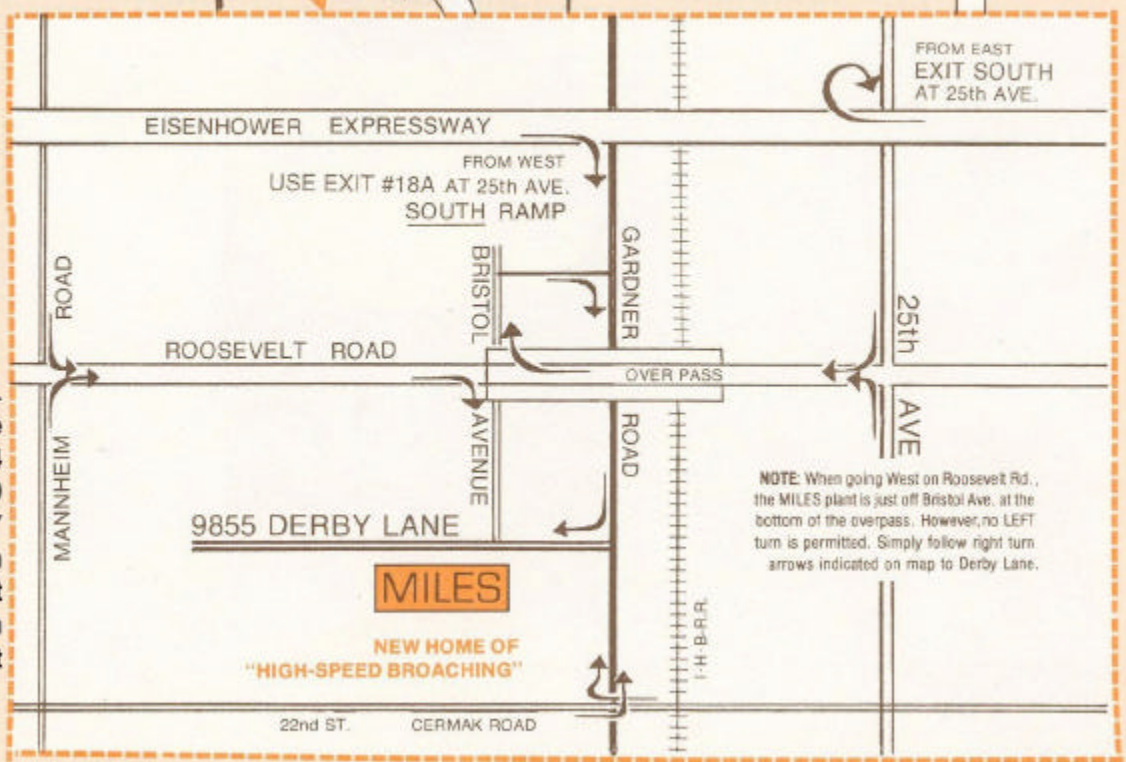 FROM EAST
EXIT SOUTH
AT 25th AVE.
EISENHOWER EXPRESSWAY
FROM WEST
USE EXIT #18A AT 25th AVE.
SOUTH RAMP
BRISTOL
GARDNER
ROAD
25th
ROOSEVELT ROAD
OVER PASS
AVENUE
ROAD
AVE
MANNHEIM
NOTE: When going West on Roosevelt Rd.,
the MILES plant is just off Bristol Ave. at the
bottom of the overpass. However, no LEFT
turn is permitted. Simply follow right turn
arrows indicated on map to Derby Lane.
9855 DERBY LANE
MILES
NEW HOME OF
"HIGH-SPEED BROACHING"
I-H-B-R.R.
22nd ST. CERMAK ROAD